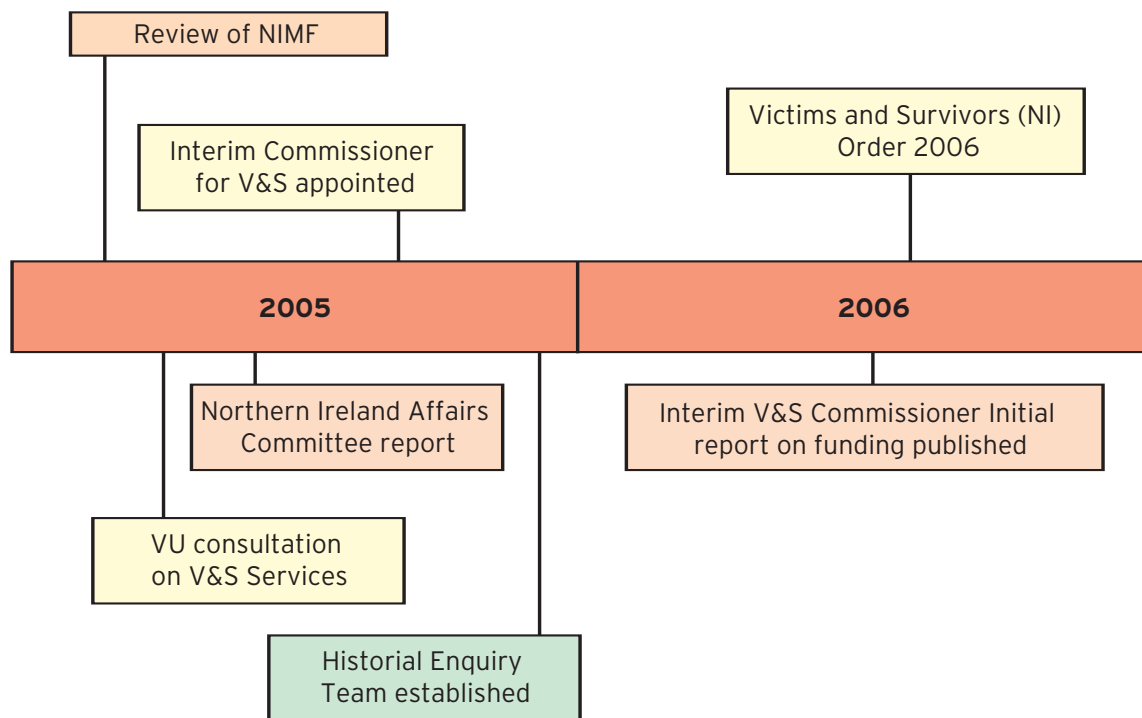 Review of NIMF
Interim Commissioner
for V&S appointed
Victims and Survivors (NI)
Order 2006
2005
2006
Northern Ireland Affairs
Committee report
Interim V&S Commissioner Initial
report on funding published
VU consultation
on V&S Services
Historial Enquiry
Team established